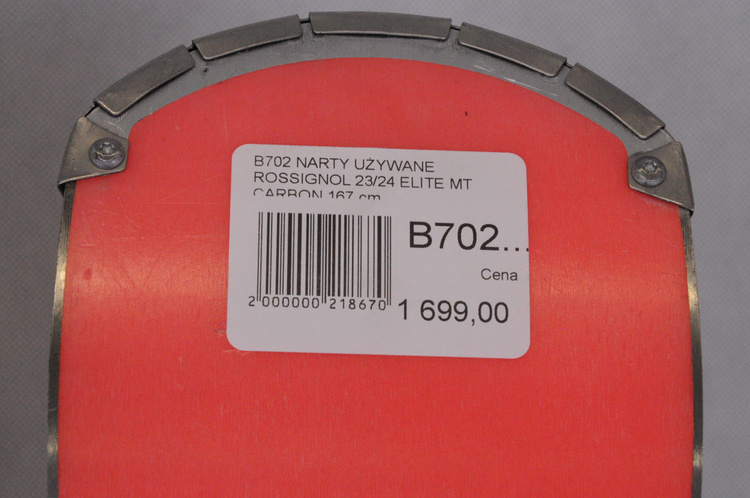 B702 NARTY UŻYWANE
ROSSIGNOL 23/24 ELITE MT
CARBON 167 cm
B702...
Cena
2 000000 218670
1 699,00